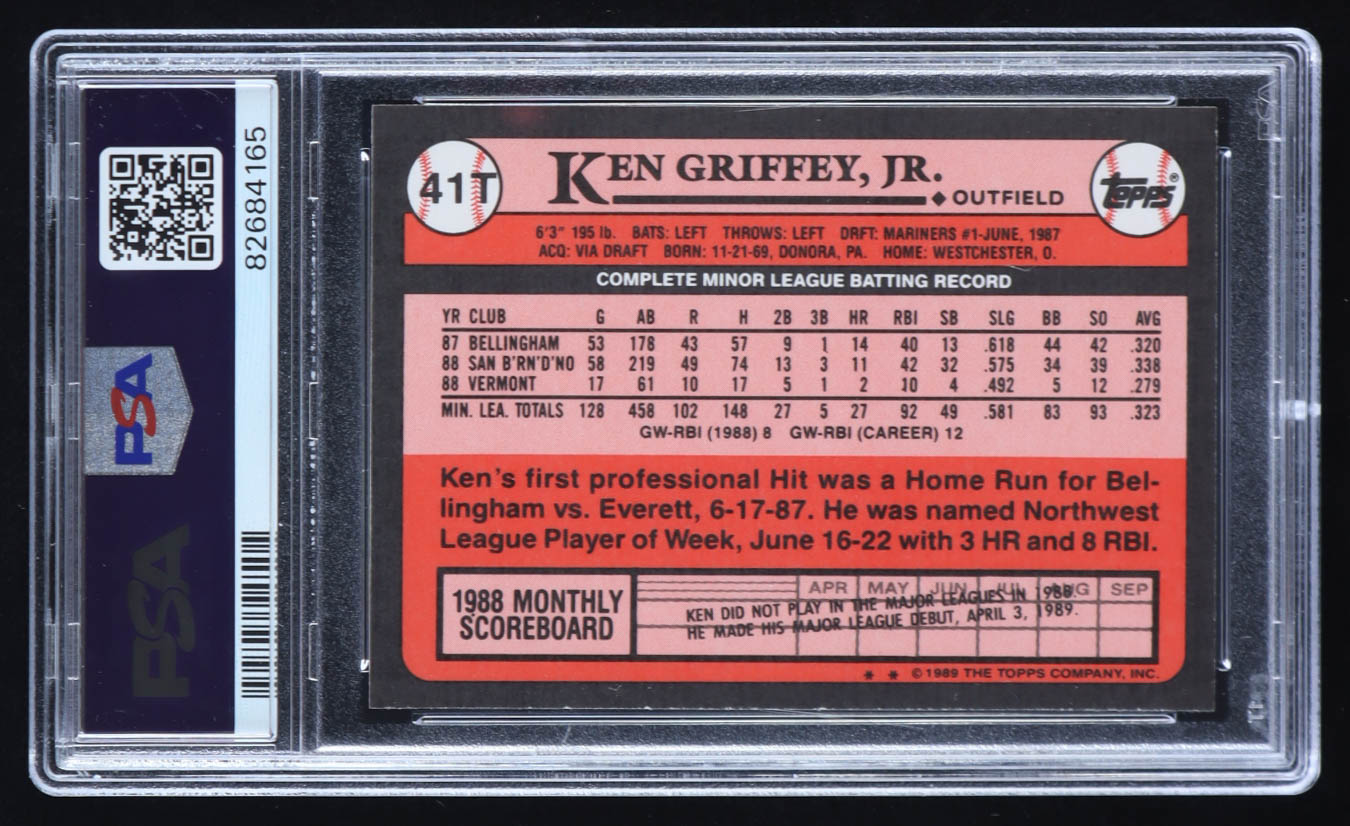 82684165
PSA
PSA
41T
KEN GRIFFEY, JR.
◆ OUTFIELD
Topps®
6'3" 195 lb. BATS: LEFT THROWS: LEFT DRFT: MARINERS #1-JUNE, 1987
ACQ: VIA DRAFT BORN: 11-21-69, DONORA, PA. HOME: WESTCHESTER, O.
COMPLETE MINOR LEAGUE BATTING RECORD
YR CLUB G AB R H 2B 3B HR RBI SB SLG BB SO AVG
87 BELLINGHAM 53 178 43 57 9 1 14 40 13 .618 44 42 .320
88 SAN B'RN'D'NO 58 219 49 74 13 3 11 42 32 .575 34 39 .338
88 VERMONT 17 61 10 17 5 1 2 10 4 .492 5 12 .279
MIN. LEA. TOTALS 128 458 102 148 27 5 27 92 49 .581 83 93 .323
GW-RBI (1988) 8 GW-RBI (CAREER) 12
Ken's first professional Hit was a Home Run for Bel-
lingham vs. Everett, 6-17-87. He was named Northwest
League Player of Week, June 16-22 with 3 HR and 8 RBI.
1988 MONTHLY
SCOREBOARD
APR MAY JUN JUL AUG SEP
KEN DID NOT PLAY IN THE MAJOR LEAGUES IN 1988.
HE MADE HIS MAJOR LEAGUE DEBUT, APRIL 3, 1989.
* * ©1989 THE TOPPS COMPANY, INC.